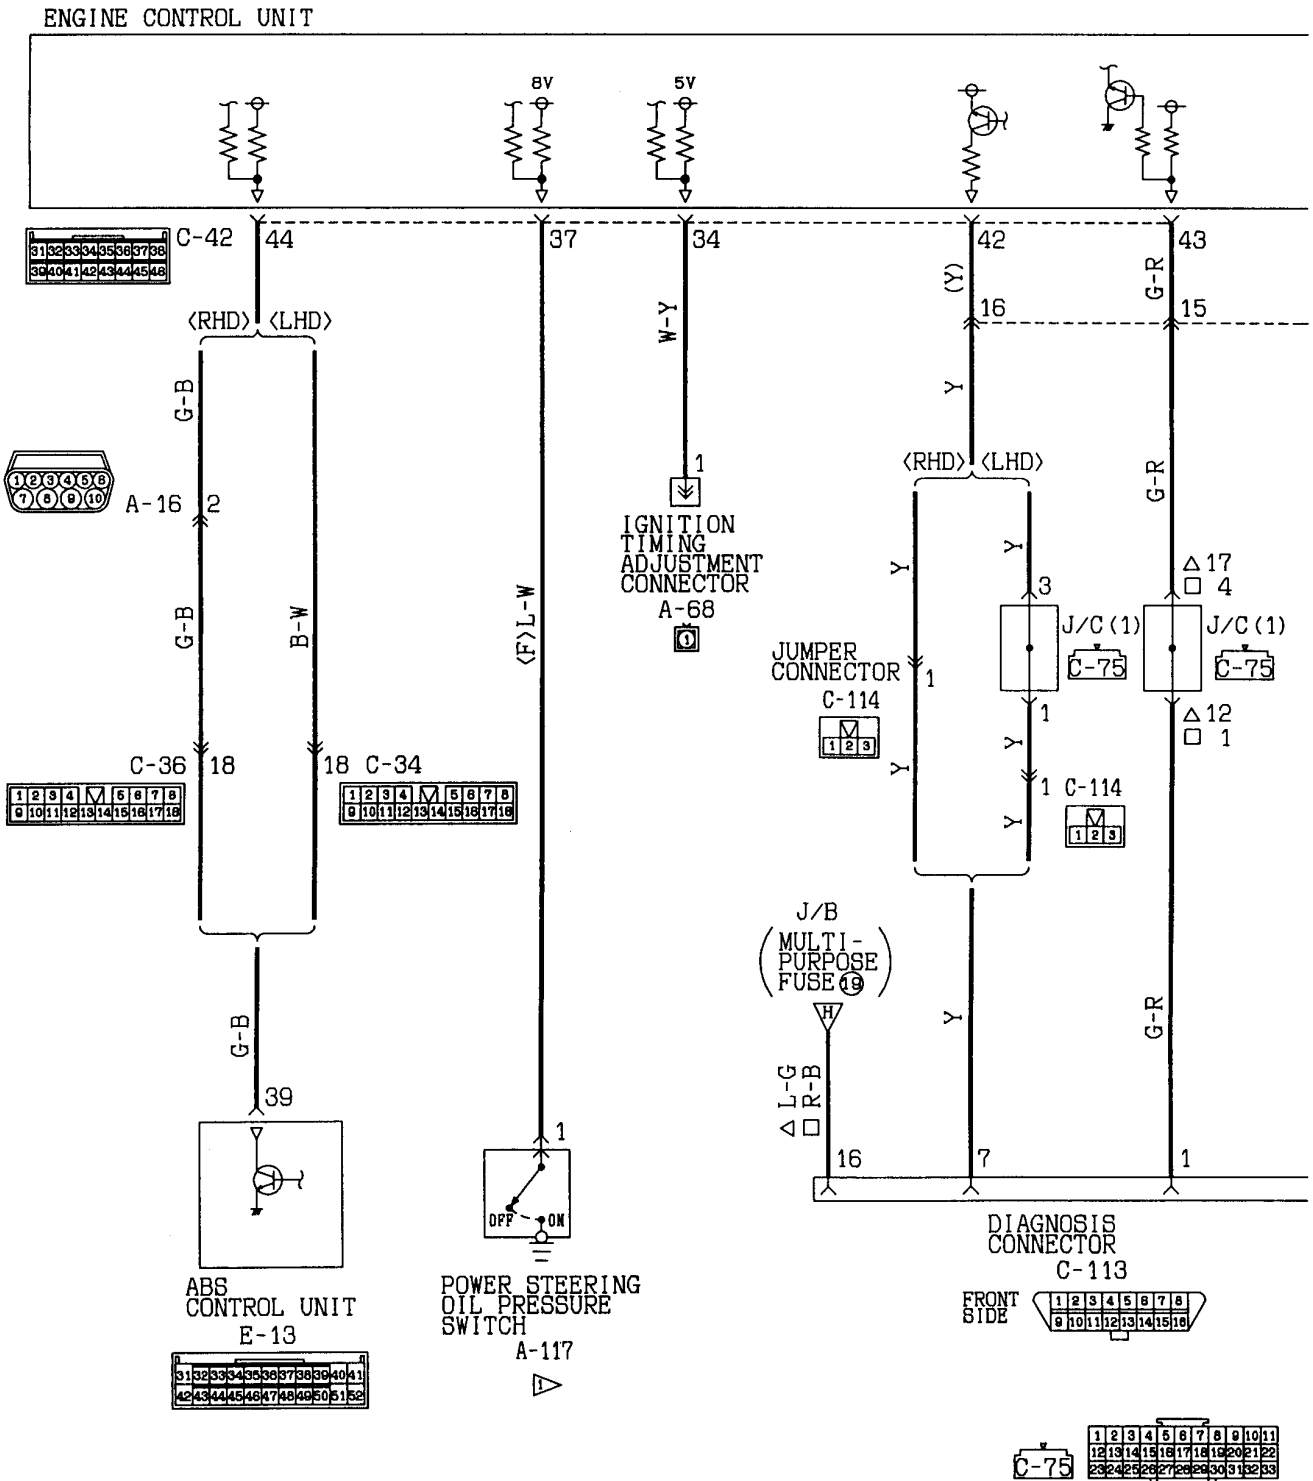 ENGINE CONTROL UNIT
8V
5V
C-42
44
37
34
42
43
31 32 33 34 35 36 37 38
39 40 41 42 43 44 45 46
(Y)
G-R
16
15
<RHD> <LHD>
W-Y
G-B
Y
G-R
1 2 3 4 5 6
7 8 9 10
A-16
2
1
IGNITION
TIMING
ADJUSTMENT
CONNECTOR
A-68
1
<RHD> <LHD>
Y
Y
3
△ 17
□ 4
J/C (1)
C-75
J/C (1)
C-75
G-B
B-W
<F>L-W
JUMPER
CONNECTOR
C-114
1
1 2 3
1
△ 12
□ 1
Y
Y
1
C-114
1 2 3
Y
C-36
18
18
C-34
1 2 3 4 5 6 7 8
9 10 11 12 13 14 15 16 17 18
1 2 3 4 5 6 7 8
9 10 11 12 13 14 15 16 17 18
J/B
(MULTI-
PURPOSE
FUSE 19)
H
G-B
△ L-G
□ R-B
Y
G-R
39
1
16
7
1
OFF
ON
ABS
CONTROL UNIT
E-13
31 32 33 34 35 36 37 38 39 40 41
42 43 44 45 46 47 48 49 50 51 52
POWER STEERING
OIL PRESSURE
SWITCH
A-117
1
DIAGNOSIS
CONNECTOR
C-113
FRONT
SIDE
1 2 3 4 5 6 7 8
9 10 11 12 13 14 15 16
C-75
1 2 3 4 5 6 7 8 9 10 11
12 13 14 15 16 17 18 19 20 21 22
23 24 25 26 27 28 29 30 31 32 33